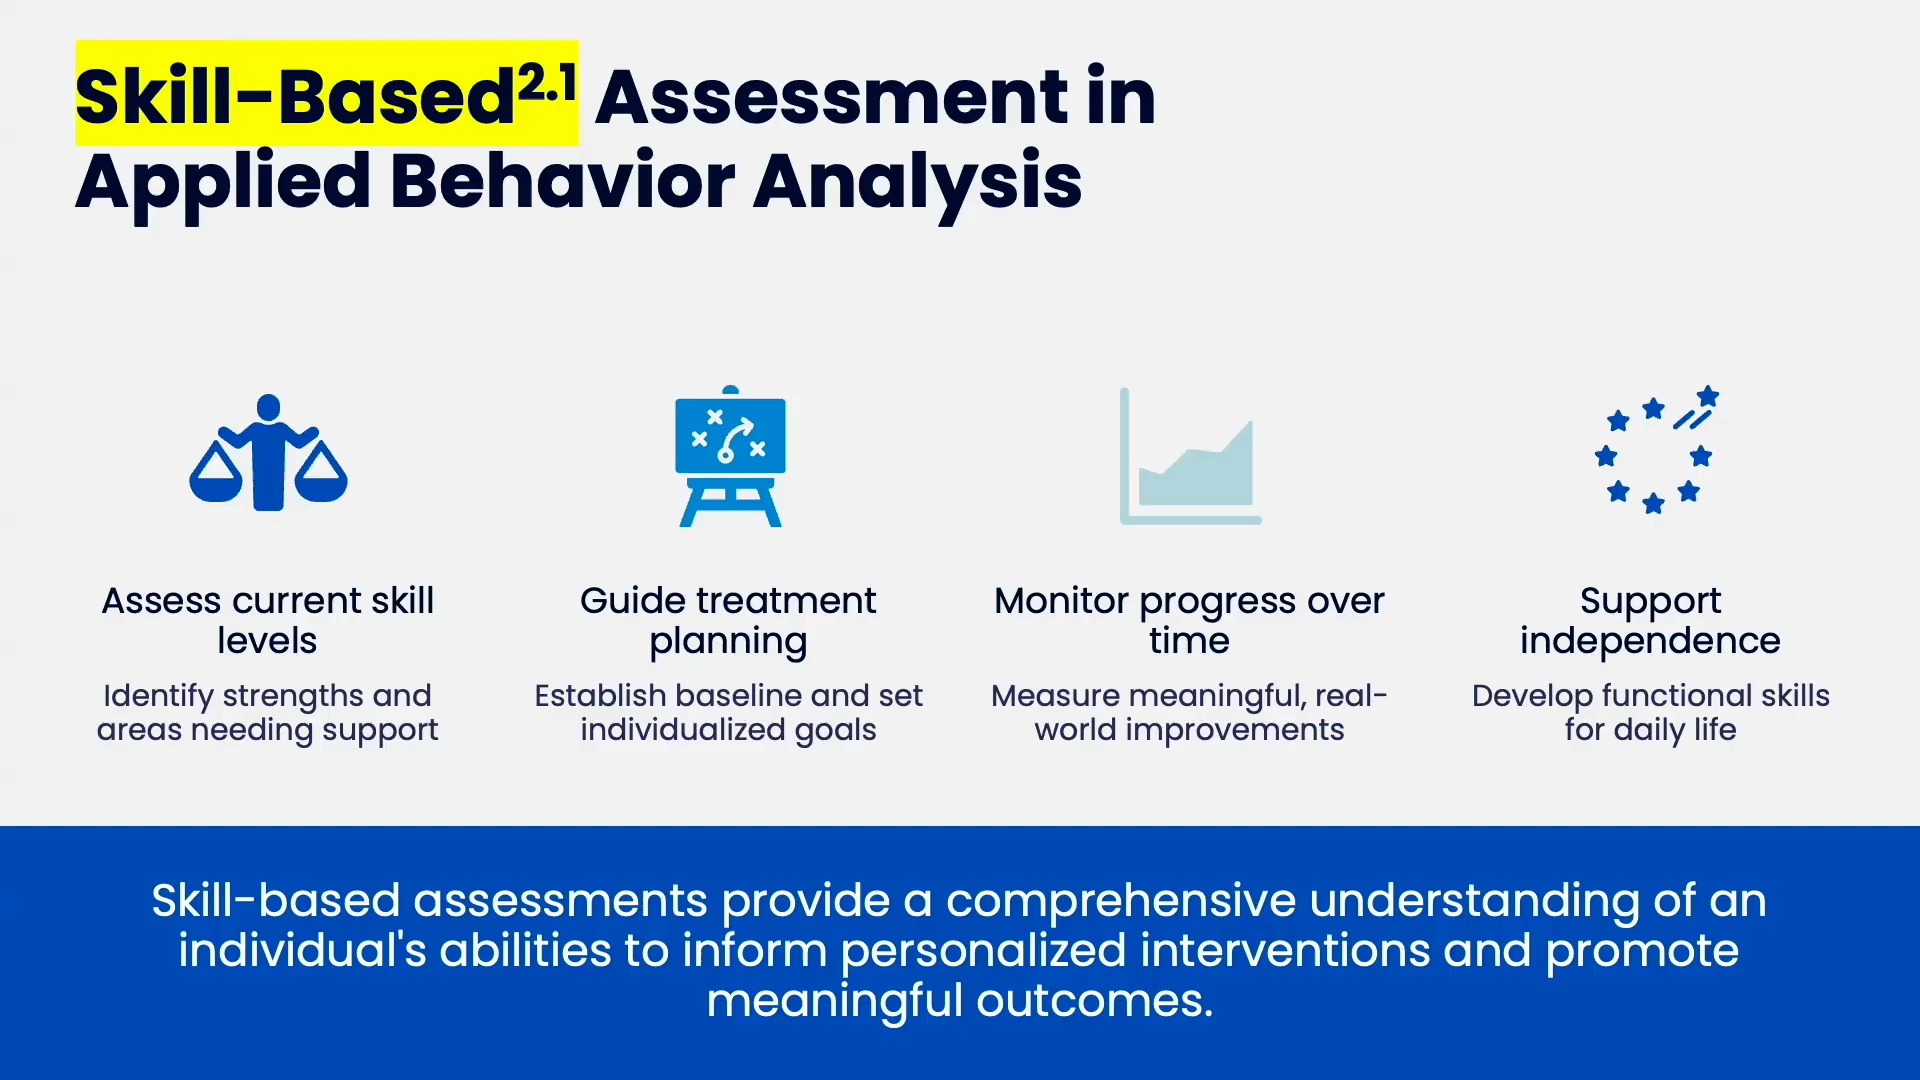 Skill-Based2.1 Assessment in
Applied Behavior Analysis
Assess current skill
levels
Identify strengths and
areas needing support
Guide treatment
planning
Establish baseline and set
individualized goals
Monitor progress over
time
Measure meaningful, real-
world improvements
Support
independence
Develop functional skills
for daily life
Skill-based assessments provide a comprehensive understanding of an
individual's abilities to inform personalized interventions and promote
meaningful outcomes.